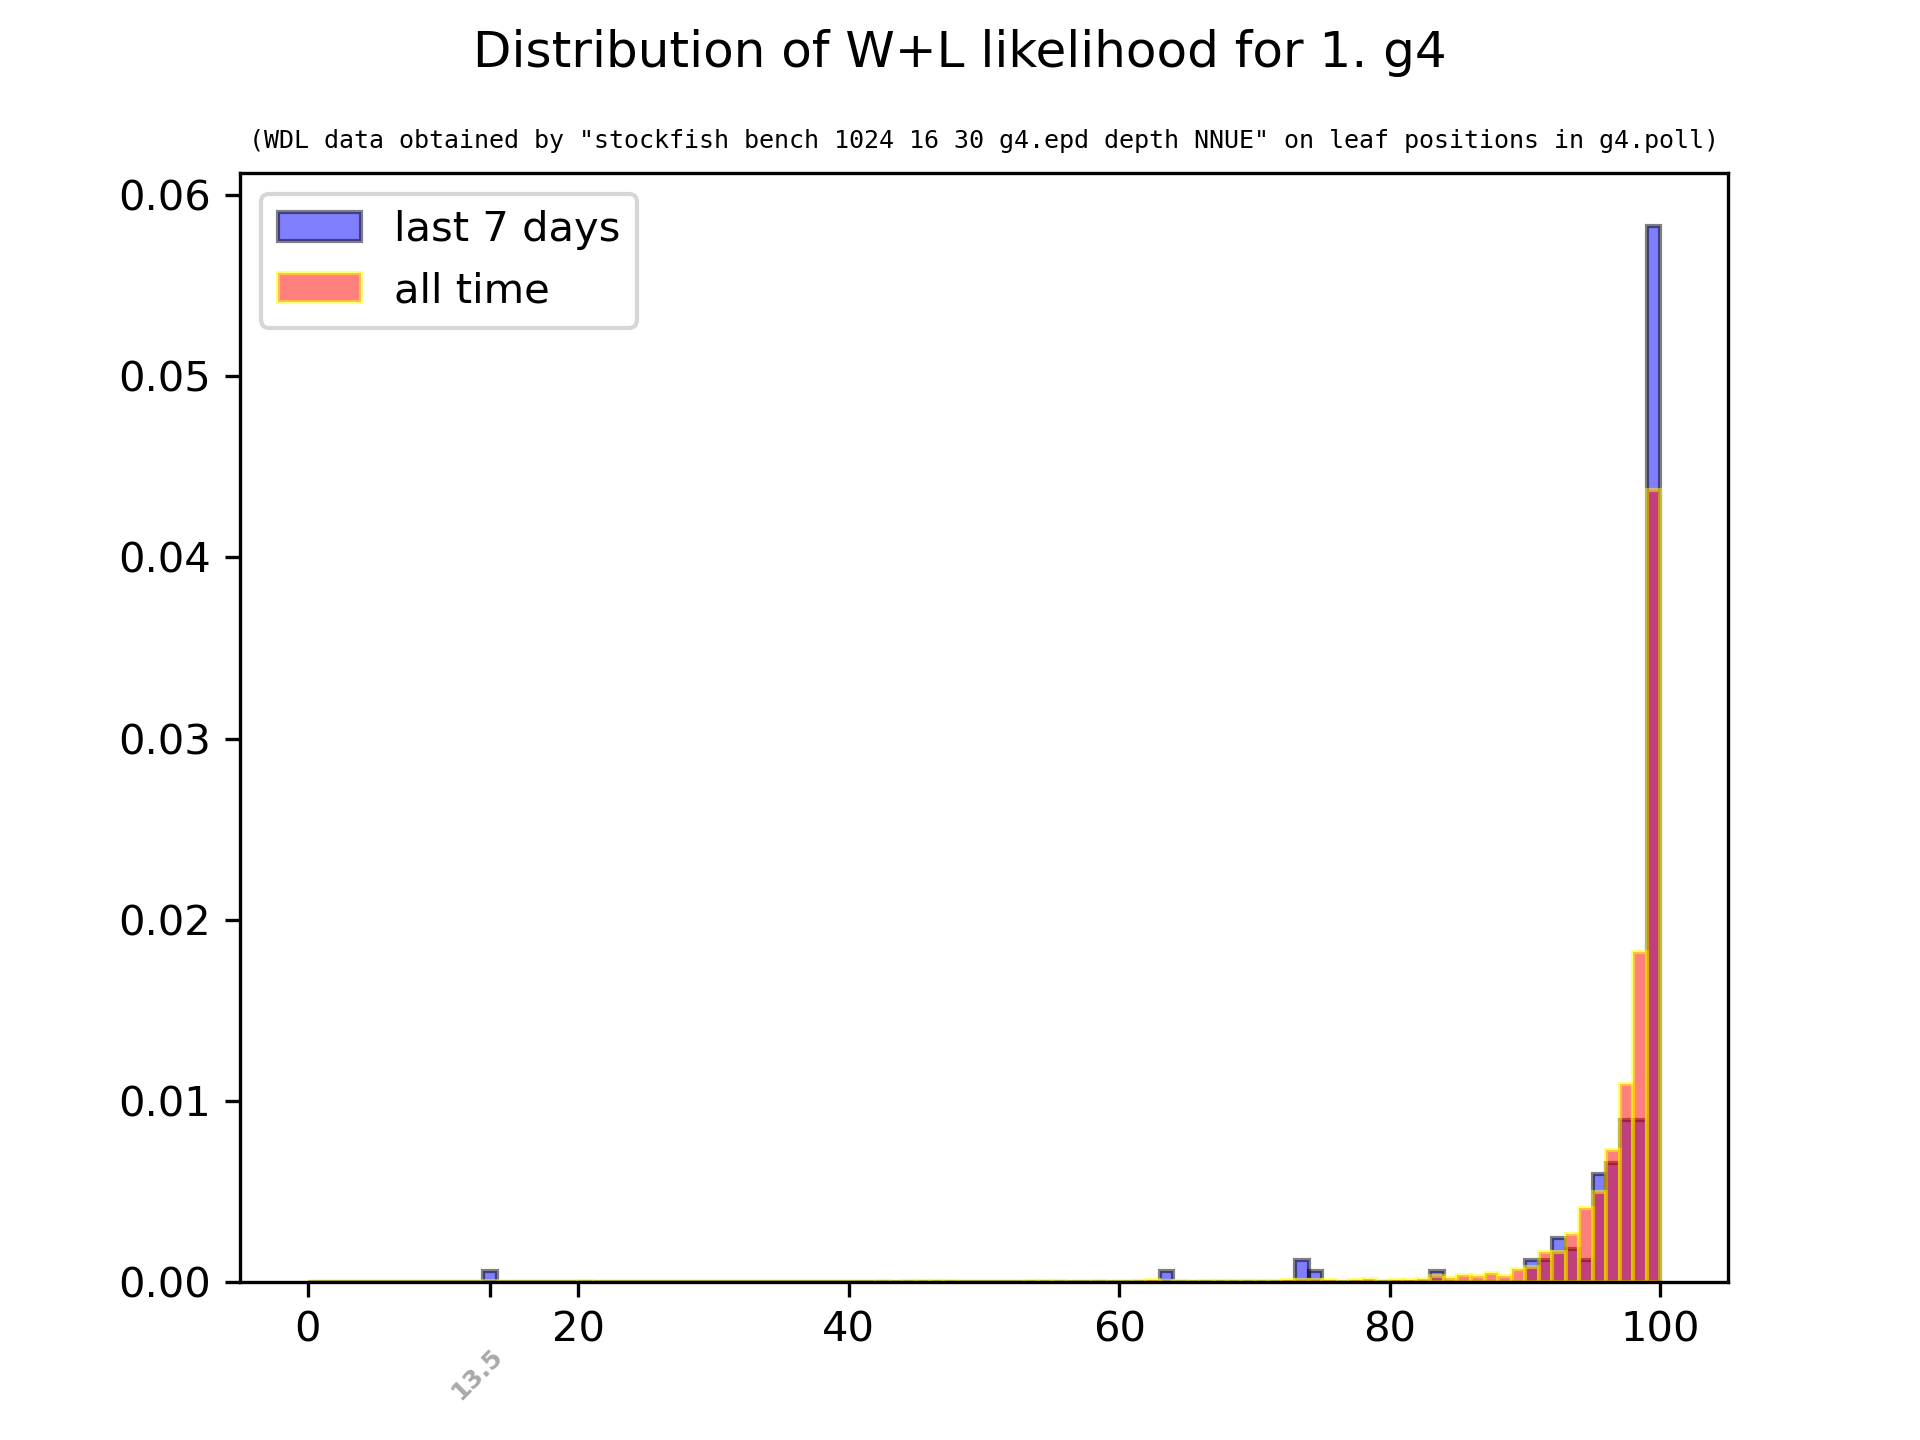 Distribution of W+L likelihood for 1. g4
(WDL data obtained by "stockfish bench 1024 16 30 g4.epd depth NNUE" on leaf positions in g4.poll)
last 7 days
all time
0.06
0.05
0.04
0.03
0.02
0.01
0.00
0 20 40 60 80 100
13.5